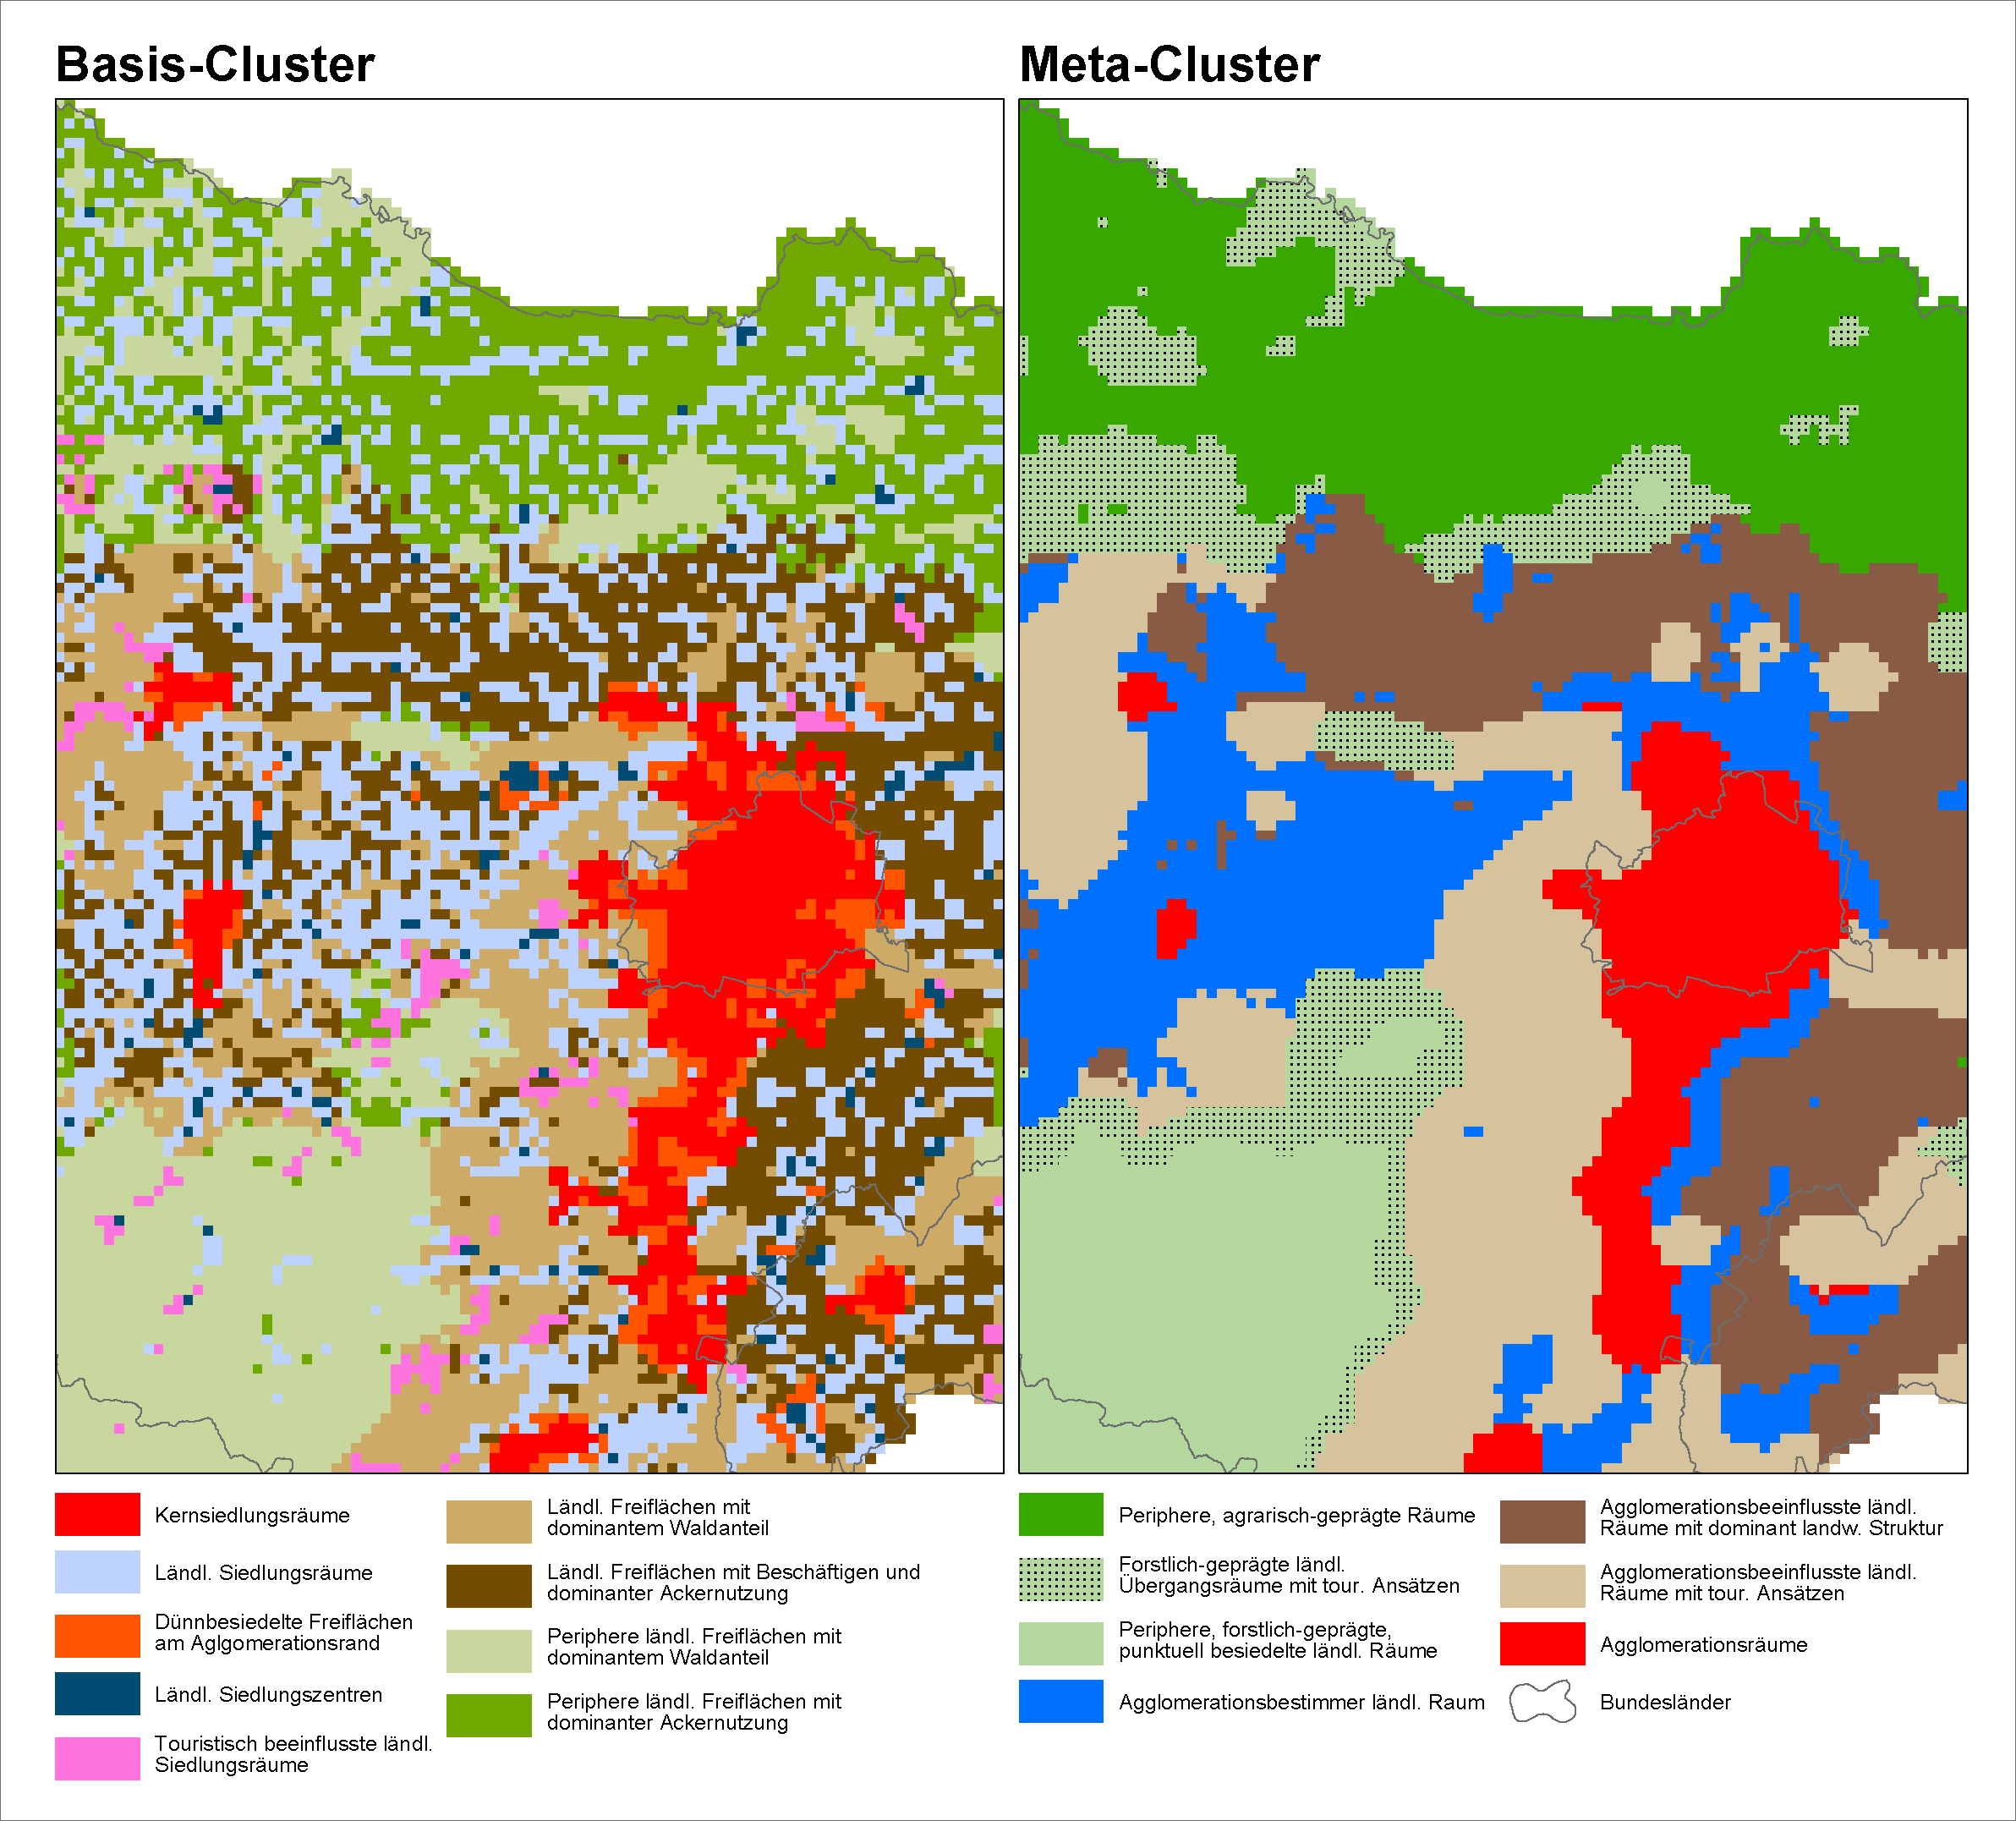 Basis-Cluster
Kernsiedlungsräume
Ländl. Siedlungsräume
Dünnbesiedelte Freiflächen
am Aglgomerationsrand
Ländl. Siedlungszentren
Touristisch beeinflusste ländl.
Siedlungsräume
Ländl. Freiflächen mit
dominantem Waldanteil
Ländl. Freiflächen mit Beschäftigen und
dominanter Ackernutzung
Periphere ländl. Freiflächen mit
dominantem Waldanteil
Periphere ländl. Freiflächen mit
dominanter Ackernutzung
Meta-Cluster
Periphere, agrarisch-geprägte Räume
Forstlich-geprägte ländl.
Übergangsräume mit tour. Ansätzen
Periphere, forstlich-geprägte,
punktuell besiedelte ländl. Räume
Agglomerationsbestimmer ländl. Raum
Agglomerationsbeeinflusste ländl.
Räume mit dominant landw. Struktur
Agglomerationsbeeinflusste ländl.
Räume mit tour. Ansätzen
Agglomerationsräume
Bundesländer